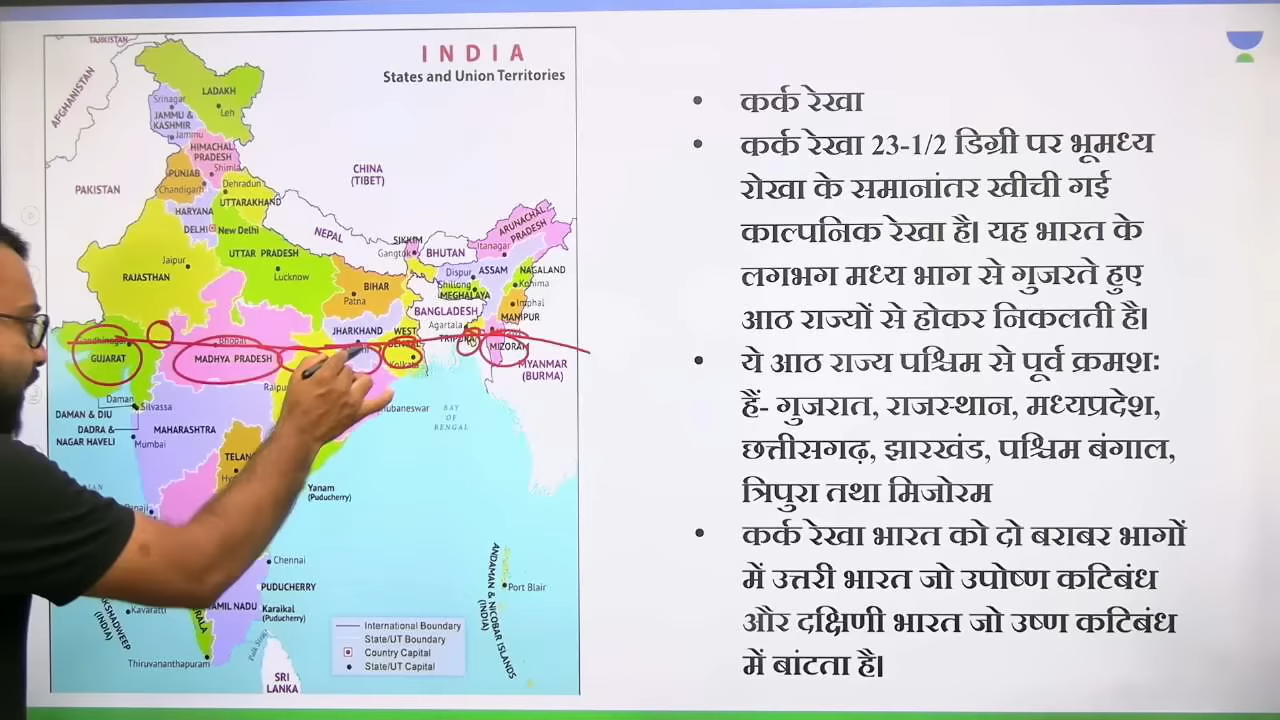 INDIA
States and Union Territories
TAJIKISTAN
AFGHANISTAN
LADAKH
Srinagar
Leh
JAMMU &
KASHMIR
Jammu
HIMACHAL
PRADESH
Shimla
CHINA
(TIBET)
PUNJAB
Chandigarh
Dehradun
PAKISTAN
UTTARAKHAND
HARYANA
DELHI
New Delhi
NEPAL
SIKKIM
Gangtok
BHUTAN
ARUNACHAL
PRADESH
Itanagar
UTTAR PRADESH
Jaipur
RAJASTHAN
Lucknow
Dispur
ASSAM
NAGALAND
Kohima
Shillong
MEGHALAYA
BIHAR
Patna
Imphal
MANIPUR
BANGLADESH
JHARKHAND
WEST
Agartala
TRIPURA
Gandhinagar
Bhopal
GUJARAT
MADHYA PRADESH
Kolkata
MIZORAM
MYANMAR
(BURMA)
Raipur
Daman
Silvassa
DAMAN & DIU
DADRA &
NAGAR HAVELI
MAHARASHTRA
Mumbai
BAY
OF
BENGAL
Yanam
(Puducherry)
Chennai
PUDUCHERRY
Karaikal
(Puducherry)
Kavaratti
(INDIA)
Thiruvananthapuram
SRI
LANKA
ANDAMAN & NICOBAR ISLANDS
(INDIA)
Port Blair
International Boundary
State/UT Boundary
Country Capital
State/UT Capital
• कर्क रेखा
• कर्क रेखा 23-1/2 डिग्री पर भूमध्य
रोखा के समानांतर खीची गई
काल्पनिक रेखा है। यह भारत के
लगभग मध्य भाग से गुजरते हुए
आठ राज्यों से होकर निकलती है।
• ये आठ राज्य पश्चिम से पूर्व क्रमशः
हैं- गुजरात, राजस्थान, मध्यप्रदेश,
छत्तीसगढ़, झारखंड, पश्चिम बंगाल,
त्रिपुरा तथा मिजोरम
• कर्क रेखा भारत को दो बराबर भागों
में उत्तरी भारत जो उपोष्ण कटिबंध
और दक्षिणी भारत जो उष्ण कटिबंध
में बांटता है।